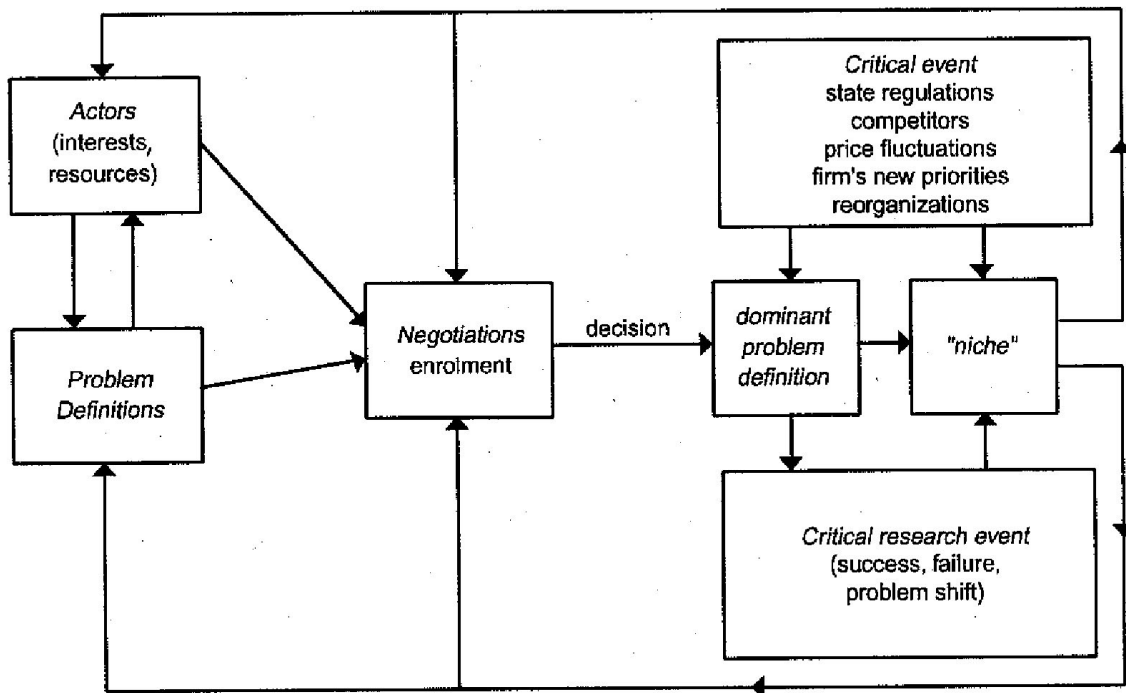 Actors
(interests,
resources)
Problem
Definitions
Negotiations
enrolment
decision
Critical event
state regulations
competitors
price fluctuations
firm's new priorities
reorganizations
dominant
problem
definition
"niche"
Critical research event
(success, failure,
problem shift)